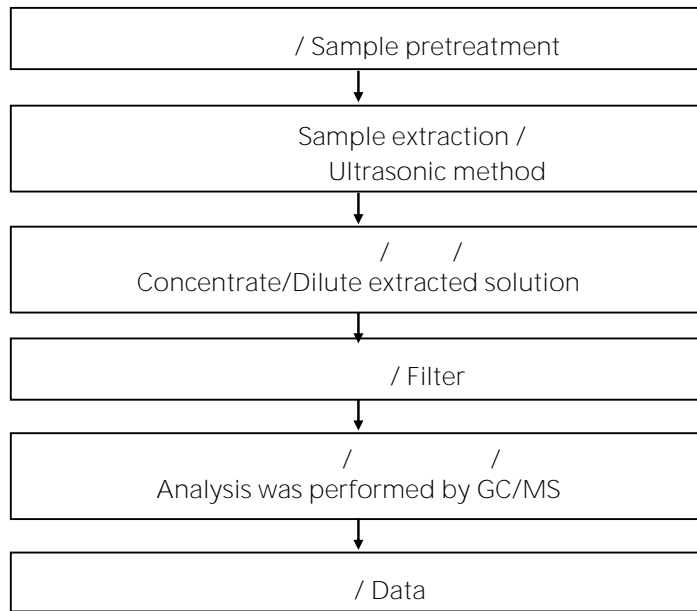 / Sample pretreatment
Sample extraction /
Ultrasonic method
/ / /
Concentrate/Dilute extracted solution
/ Filter
/ /
Analysis was performed by GC/MS
/ Data